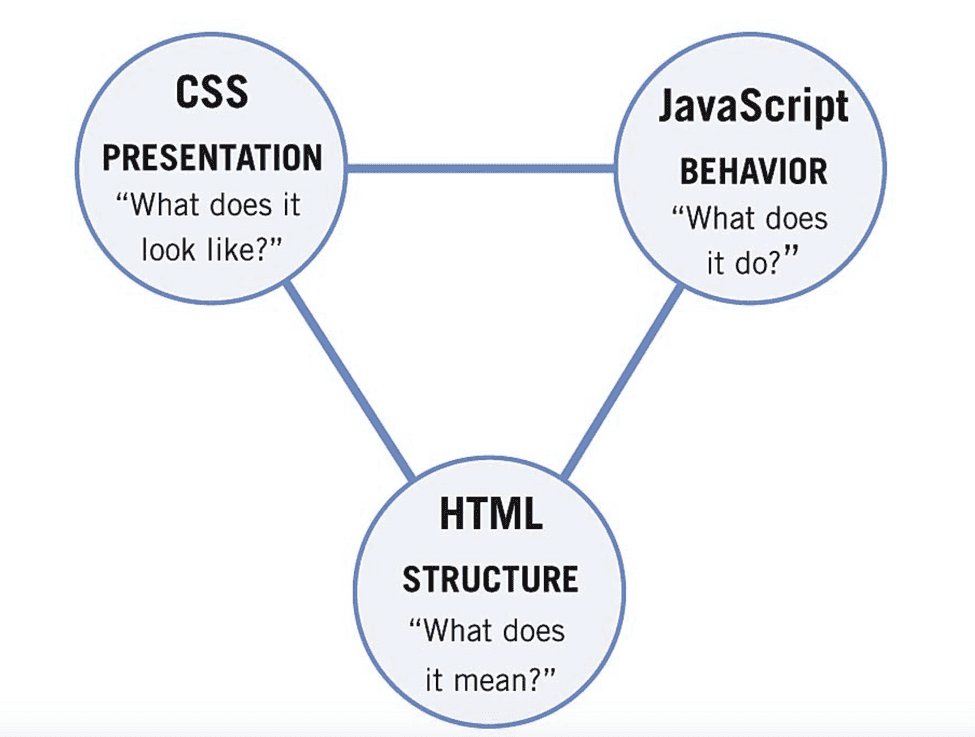 CSS
PRESENTATION
“What does it
look like?”
JavaScript
BEHAVIOR
“What does
it do?”
HTML
STRUCTURE
“What does
it mean?”